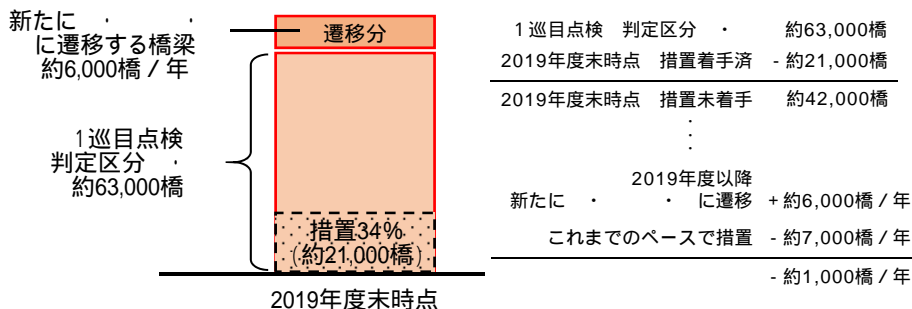 新たに ・ ・
に遷移する橋梁
約6,000橋 / 年
遷移分
1巡目点検
判定区分 ・
約63,000橋
措置34%
(約21,000橋)
2019年度末時点
1巡目点検 判定区分 ・ 約63,000橋
2019年度末時点 措置着手済 - 約21,000橋
2019年度末時点 措置未着手 約42,000橋
:
:
2019年度以降
新たに ・ ・ に遷移 + 約6,000橋 / 年
これまでのペースで措置 - 約7,000橋 / 年
- 約1,000橋 / 年